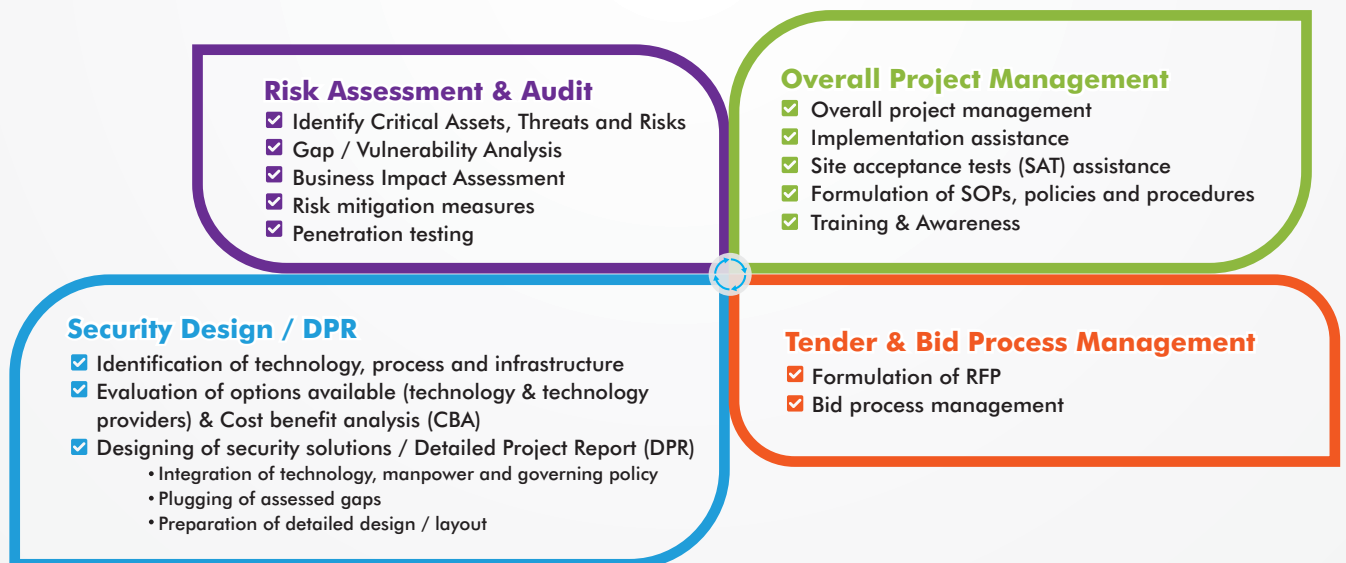 Risk Assessment & Audit
Identify Critical Assets, Threats and Risks
Gap / Vulnerability Analysis
Business Impact Assessment
Risk mitigation measures
Penetration testing
Overall Project Management
Overall project management
Implementation assistance
Site acceptance tests (SAT) assistance
Formulation of SOPs, policies and procedures
Training & Awareness
Security Design / DPR
Identification of technology, process and infrastructure
Evaluation of options available (technology & technology
providers) & Cost benefit analysis (CBA)
Designing of security solutions / Detailed Project Report (DPR)
• Integration of technology, manpower and governing policy
• Plugging of assessed gaps
• Preparation of detailed design / layout
Tender & Bid Process Management
Formulation of RFP
Bid process management